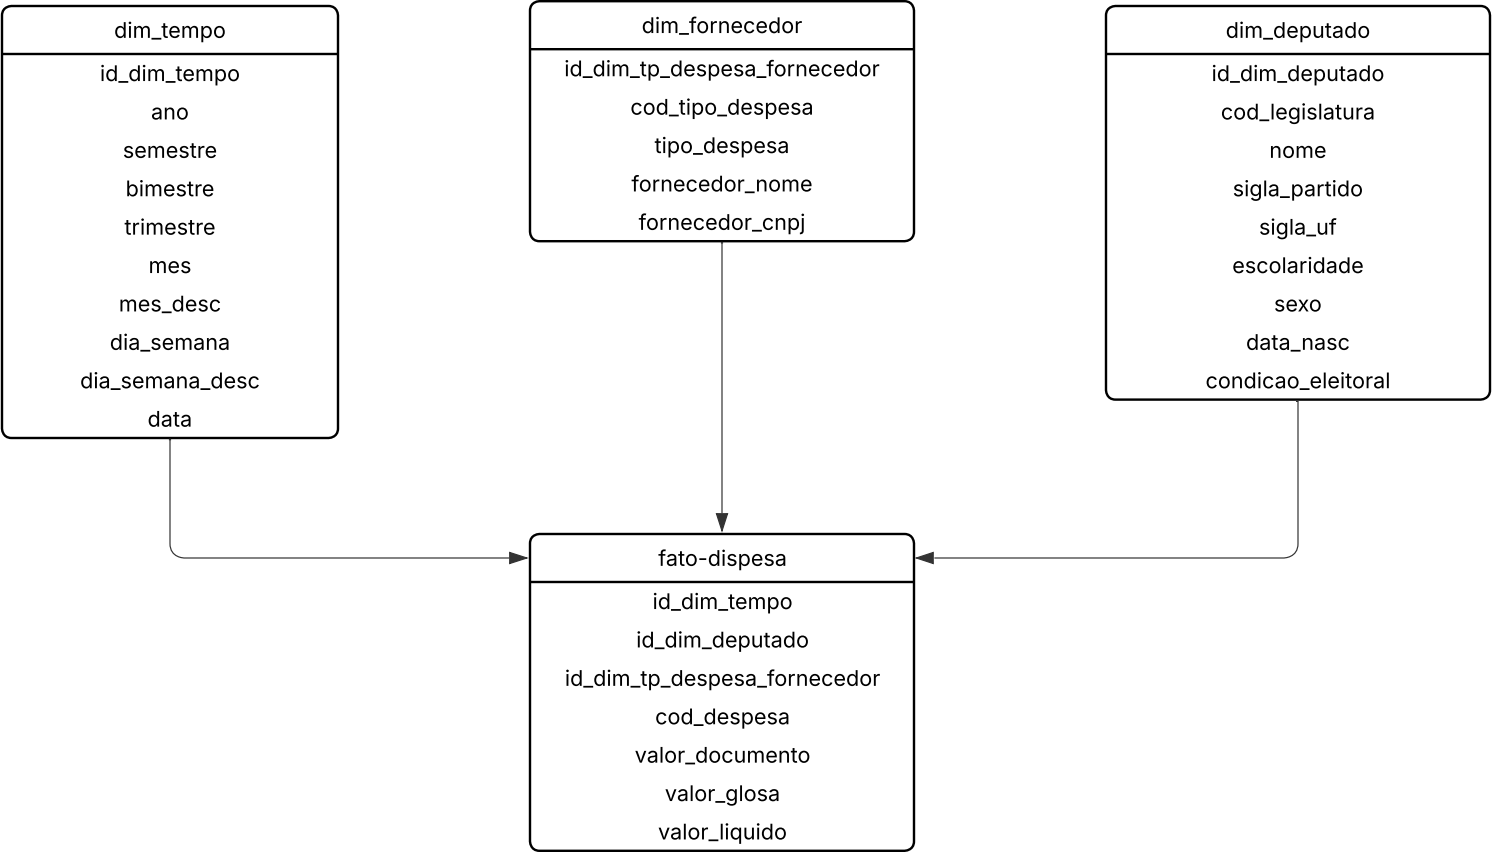 dim_tempo
id_dim_tempo
ano
semestre
bimestre
trimestre
mes
mes_desc
dia_semana
dia_semana_desc
data
dim_fornecedor
id_dim_tp_despesa_fornecedor
cod_tipo_despesa
tipo_despesa
fornecedor_nome
fornecedor_cnpj
dim_deputado
id_dim_deputado
cod_legislatura
nome
sigla_partido
sigla_uf
escolaridade
sexo
data_nasc
condicao_eleitoral
fato-dispesa
id_dim_tempo
id_dim_deputado
id_dim_tp_despesa_fornecedor
cod_despesa
valor_documento
valor_glosa
valor_liquido